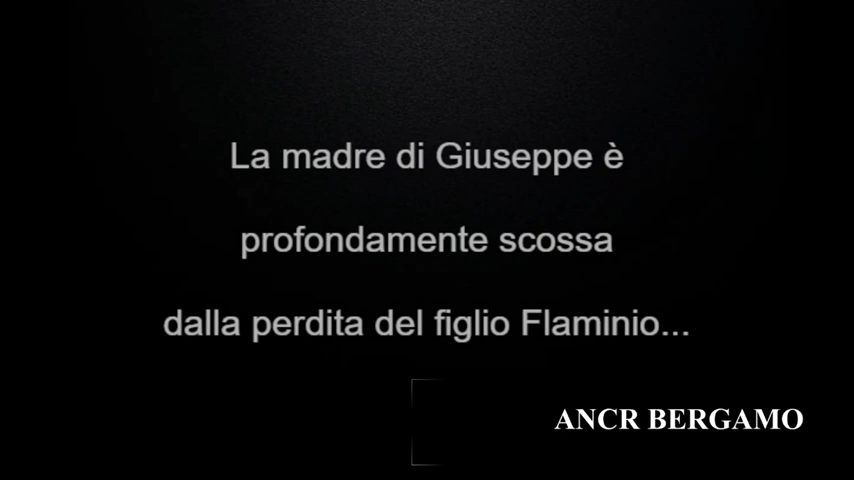 La madre di Giuseppe è
profondamente scossa
dalla perdita del figlio Flaminio...
ANCR BERGAMO